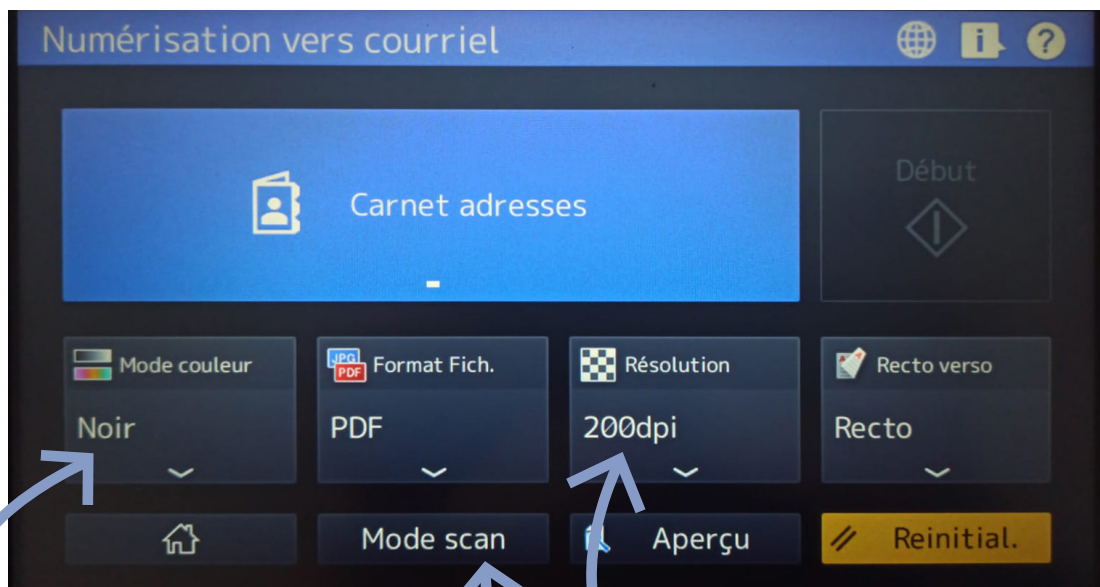 Numérisation vers courriel
i ?
Carnet adresses
Début
Mode couleur
JPG
PDF
Format Fich.
Résolution
Recto verso
Noir
PDF
200dpi
Recto
Mode scan
Aperçu
Reinitial.